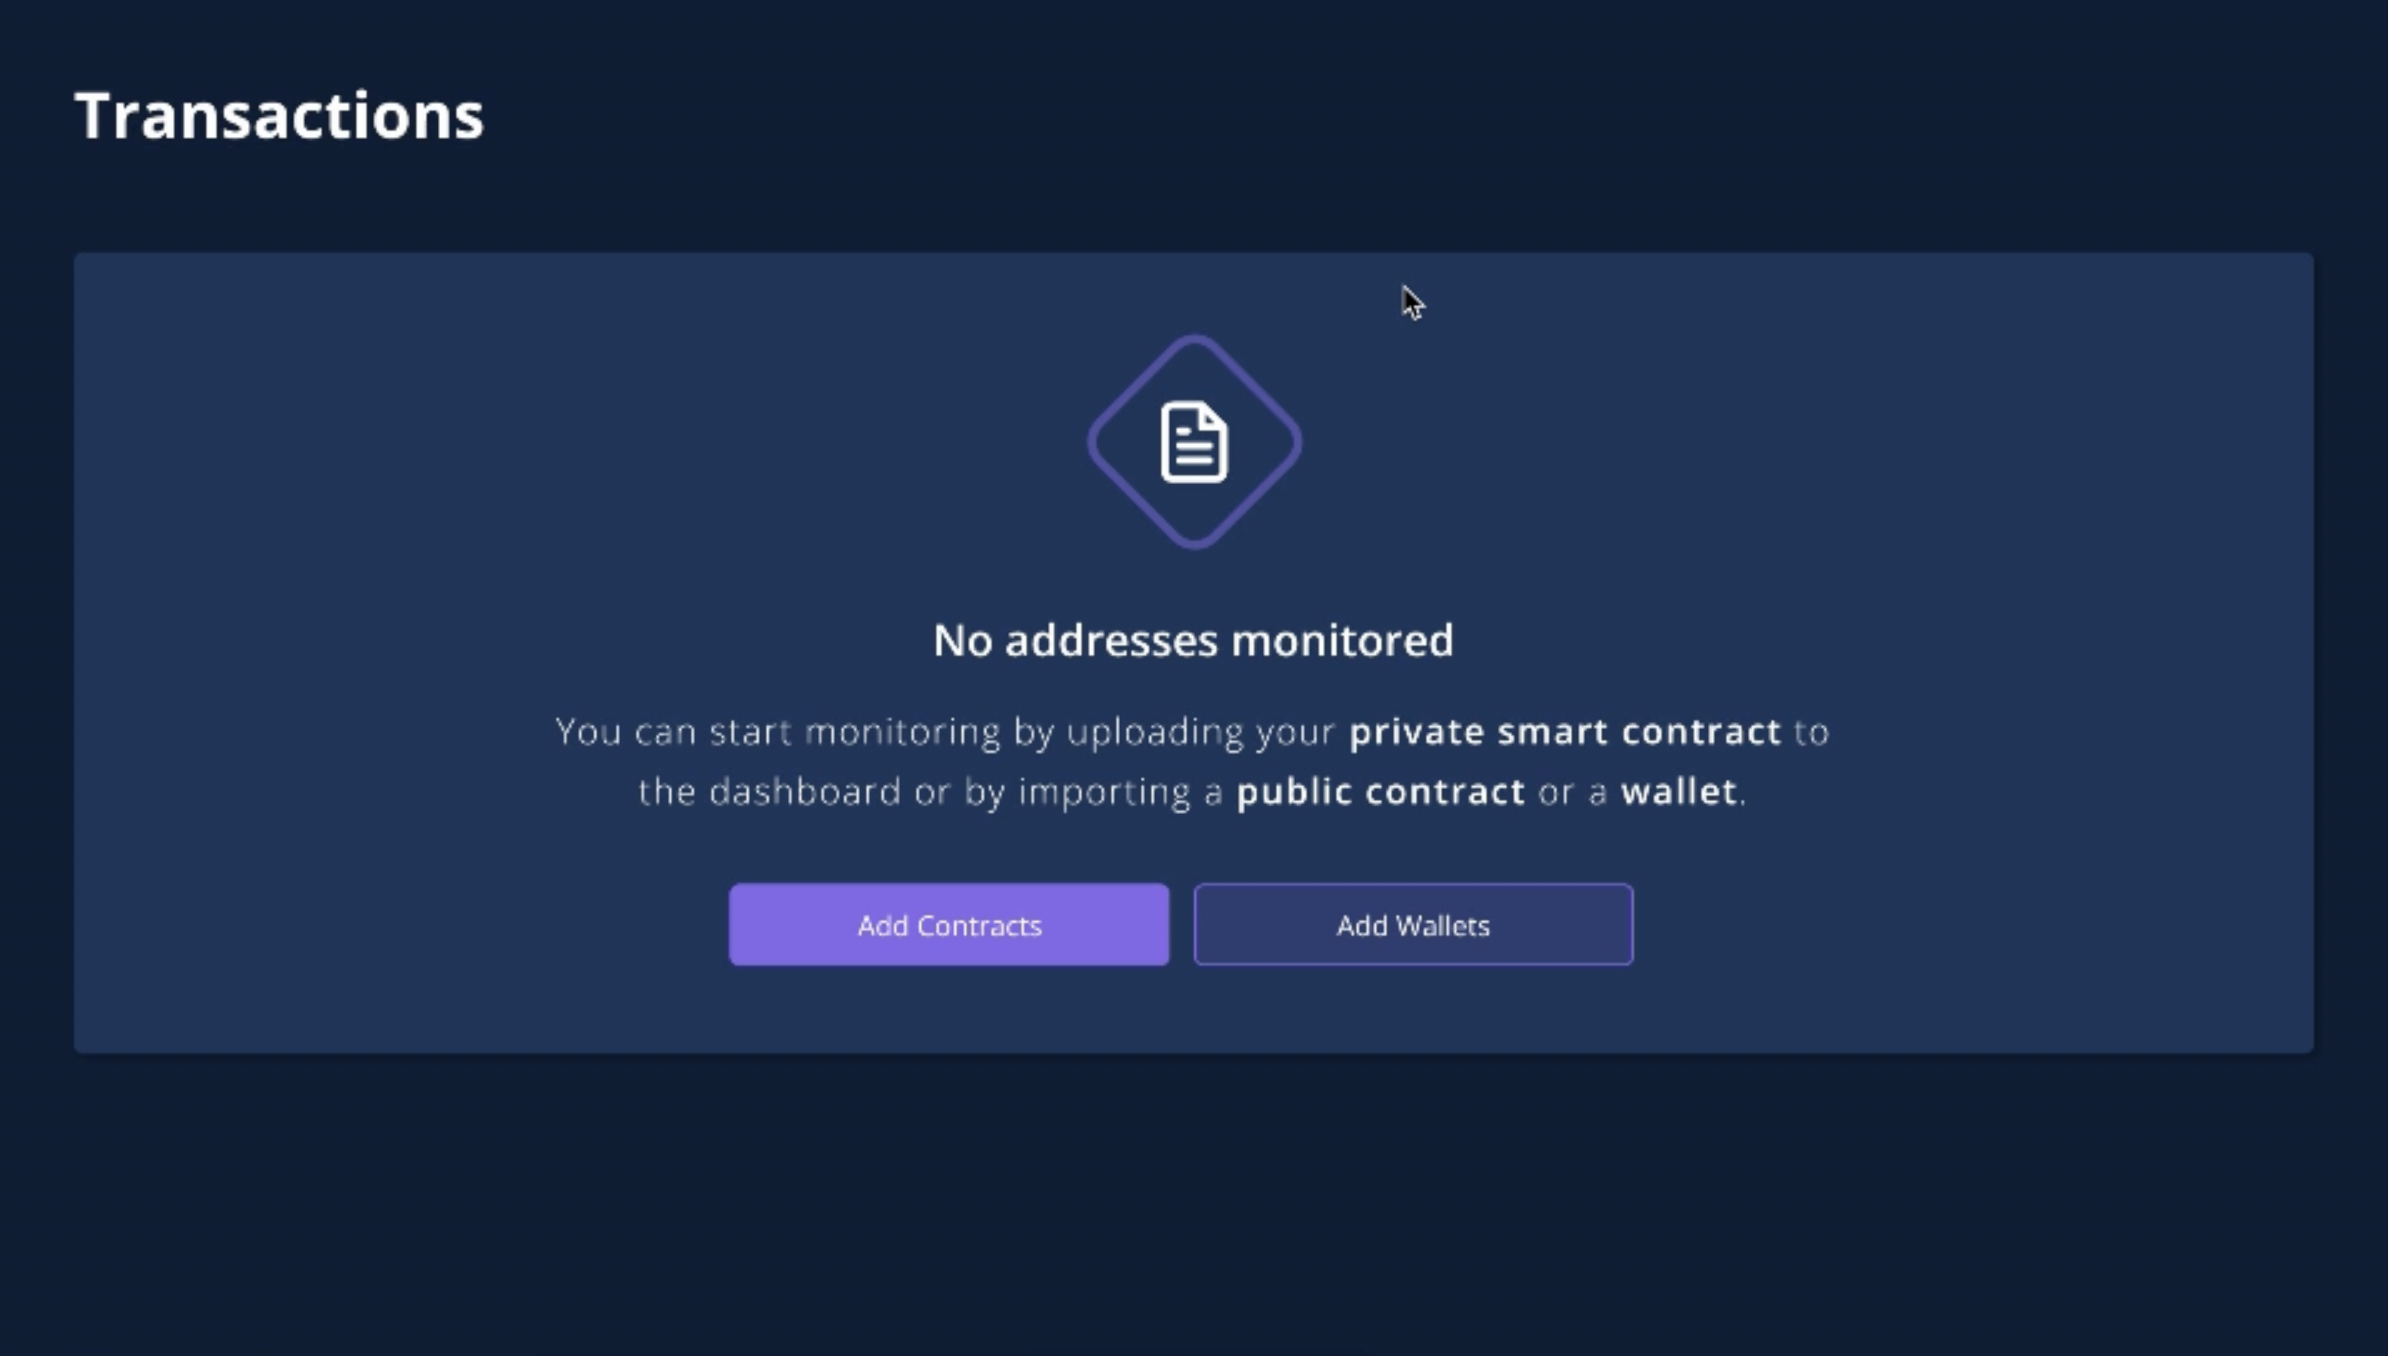 Transactions
No addresses monitored
You can start monitoring by uploading your private smart contract to
the dashboard or by importing a public contract or a wallet.
Add Contracts
Add Wallets